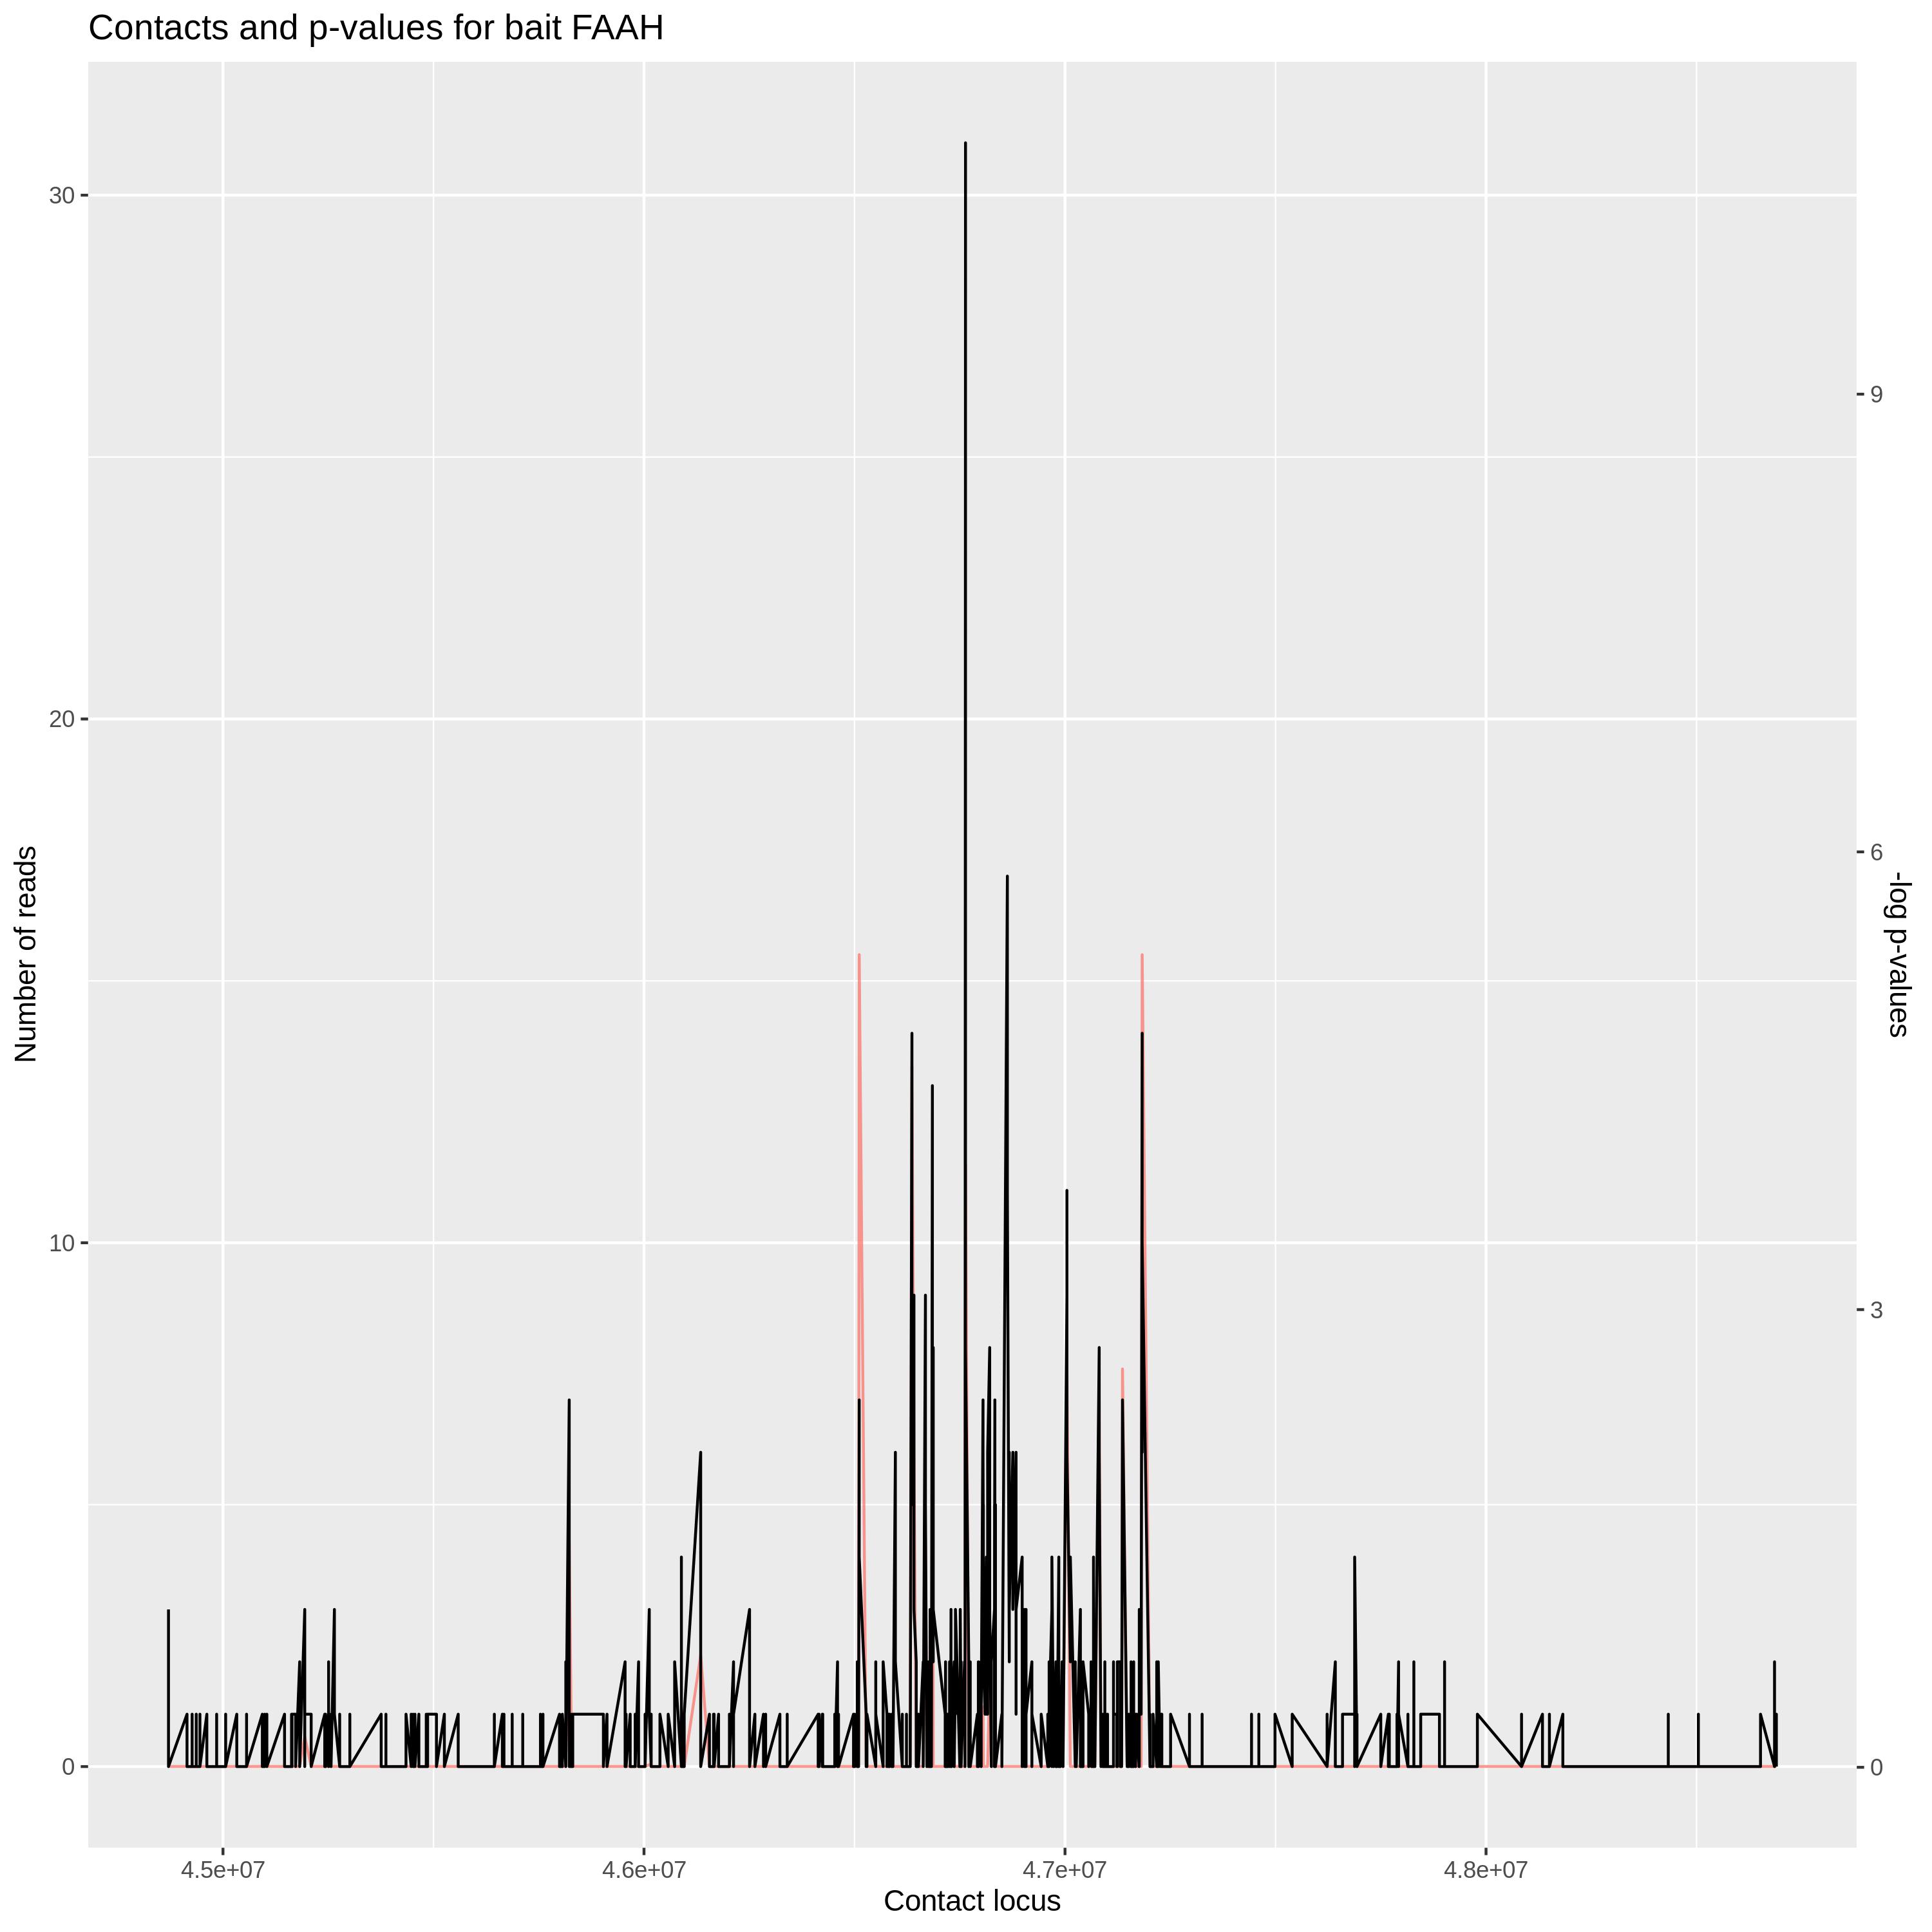 Contacts and p-values for bait FAAH
30
20
10
0
Number of reads
9
6
3
0
-log p-values
4.5e+07
4.6e+07
4.7e+07
4.8e+07
Contact locus